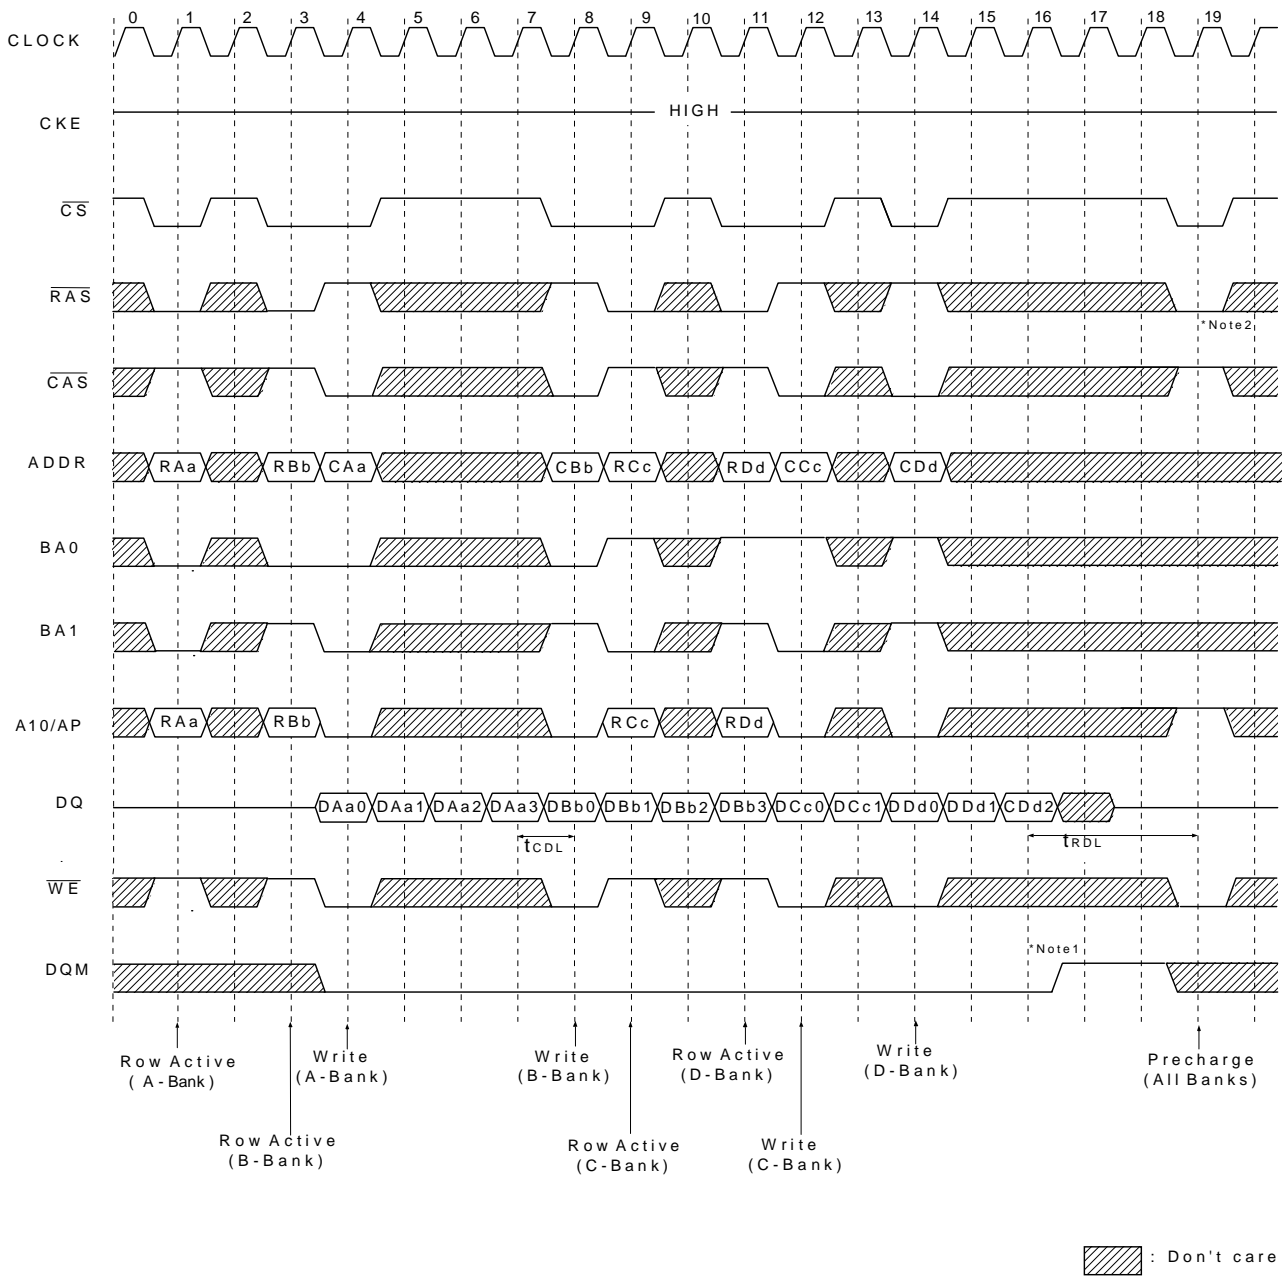 0 1 2 3 4 5 6 7 8 9 10 11 12 13 14 15 16 17 18 19
CLOCK
HIGH
CKE
CS
RAS
*Note2
CAS
ADDR RAa RBb CAa CBb RCc RDd CCc CDd
BA0
BA1
A10/AP RAa RBb RCc RDd
DQ DAa0 DAa1 DAa2 DAa3 DBb0 DBb1 DBb2 DBb3 DCc0 DCc1 DDd0 DDd1 CDd2
tCDL tRDL
WE
*Note1
DQM
Row Active
(A-Bank)
Write
(A-Bank)
Write
(B-Bank)
Row Active
(D-Bank)
Write
(D-Bank)
Precharge
(All Banks)
Row Active
(B-Bank)
Row Active
(C-Bank)
Write
(C-Bank)
: Don't care